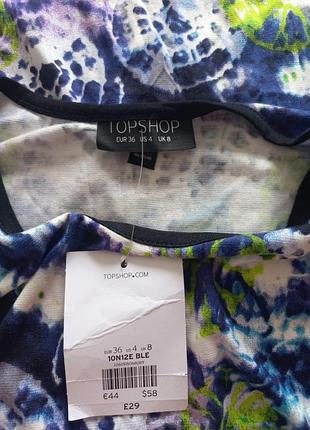 TOPSHOP
EUR 36 US 4 UK 8
TOPSHOP.COM
EUR 36 US 4 UK 8
10N12E BLE
€44 $58
£29